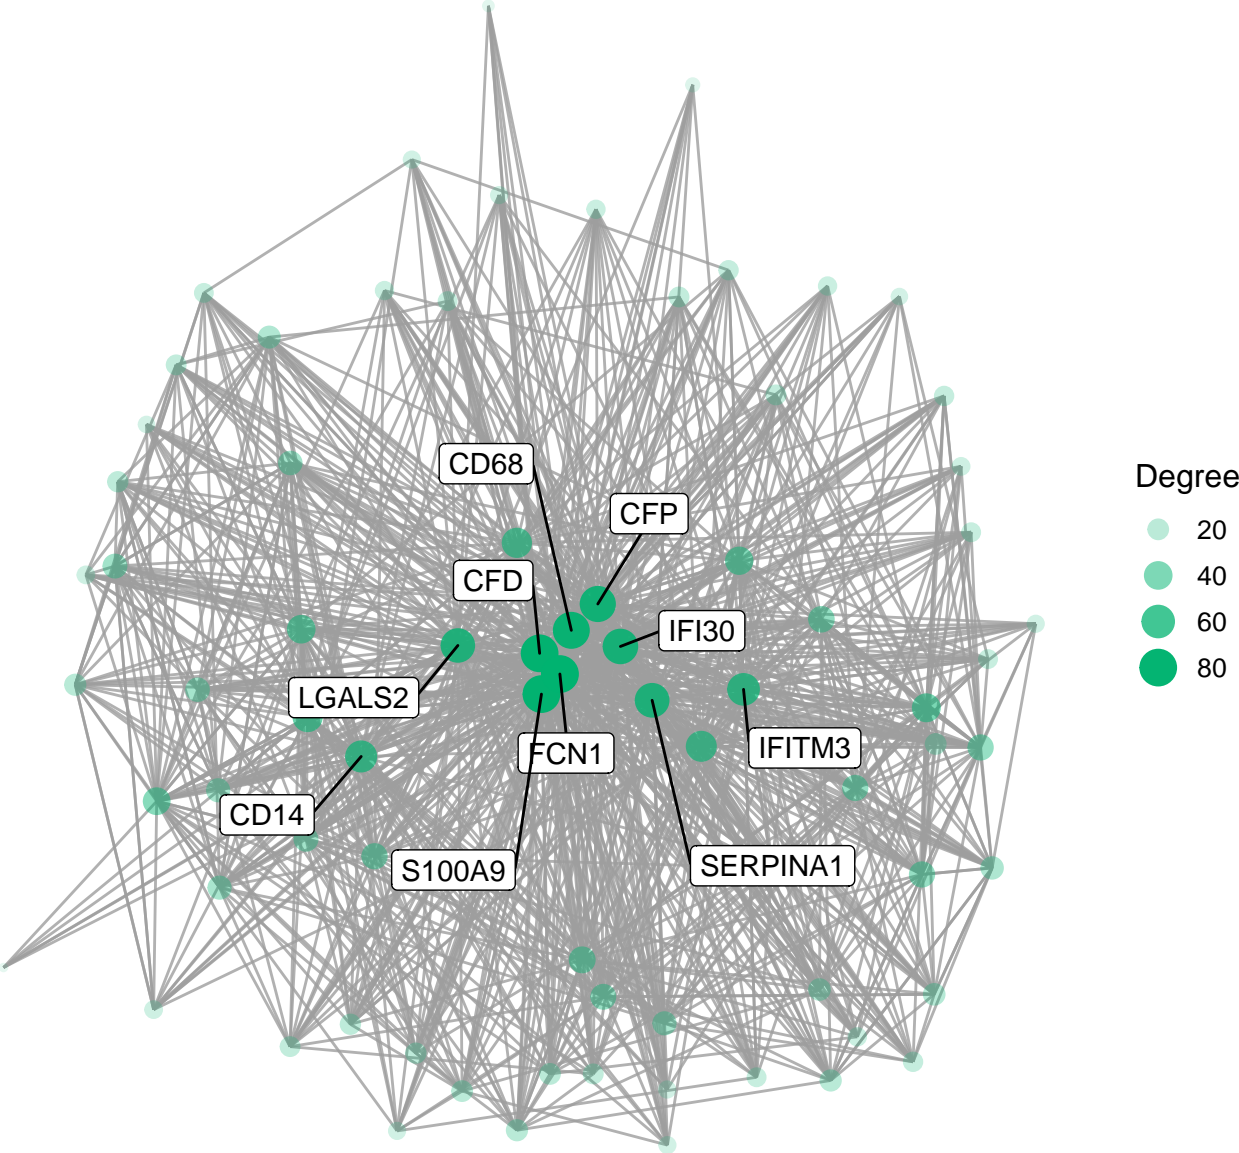 CD68
CFP
CFD
IFI30
LGALS2
FCN1
IFITM3
CD14
S100A9
SERPINA1
Degree
20
40
60
80